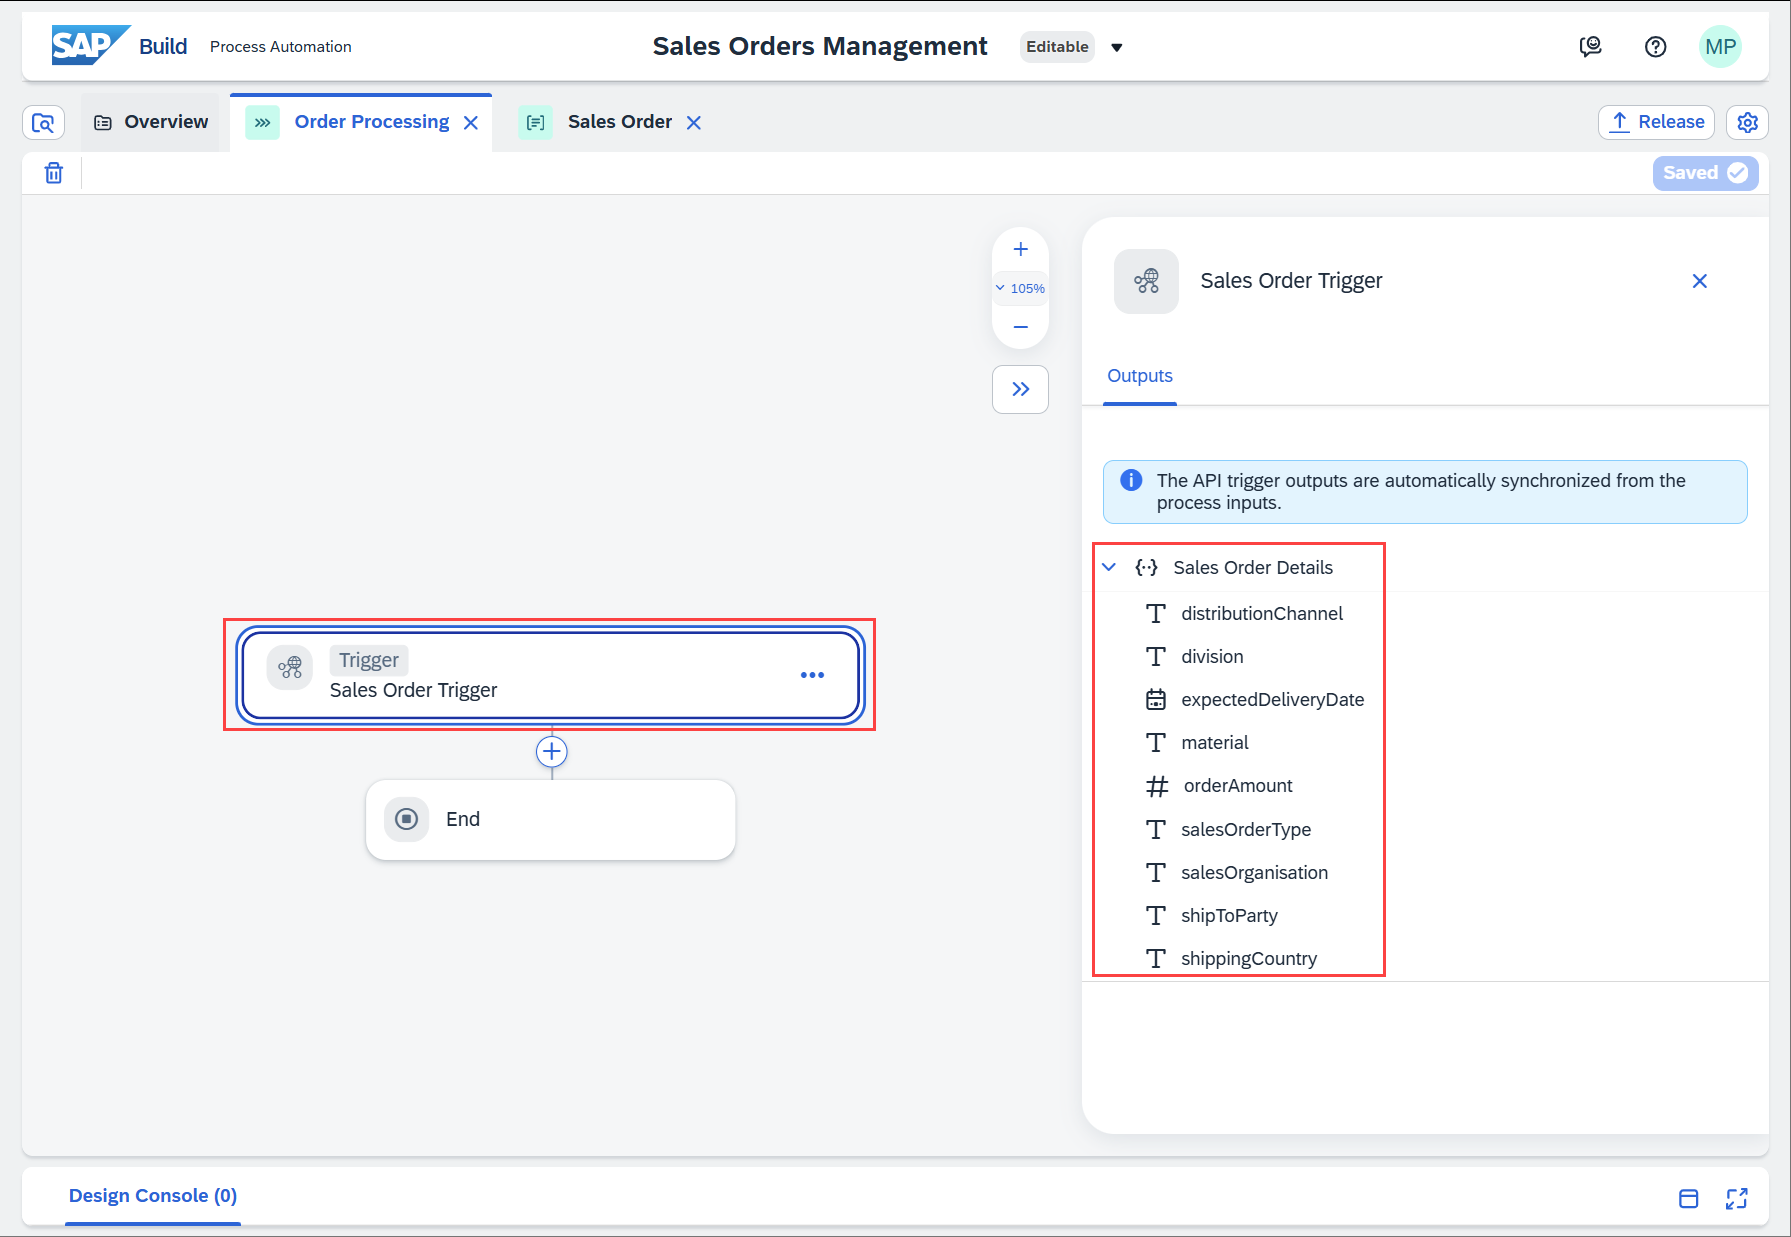 SAP Build Process Automation
Sales Orders Management Editable
MP
Overview
Order Processing
Sales Order
Release
Saved
105%
Sales Order Trigger
Outputs
The API trigger outputs are automatically synchronized from the
process inputs.
Sales Order Details
distributionChannel
division
expectedDeliveryDate
material
orderAmount
salesOrderType
salesOrganisation
shipToParty
shippingCountry
Trigger
Sales Order Trigger
End
Design Console (0)